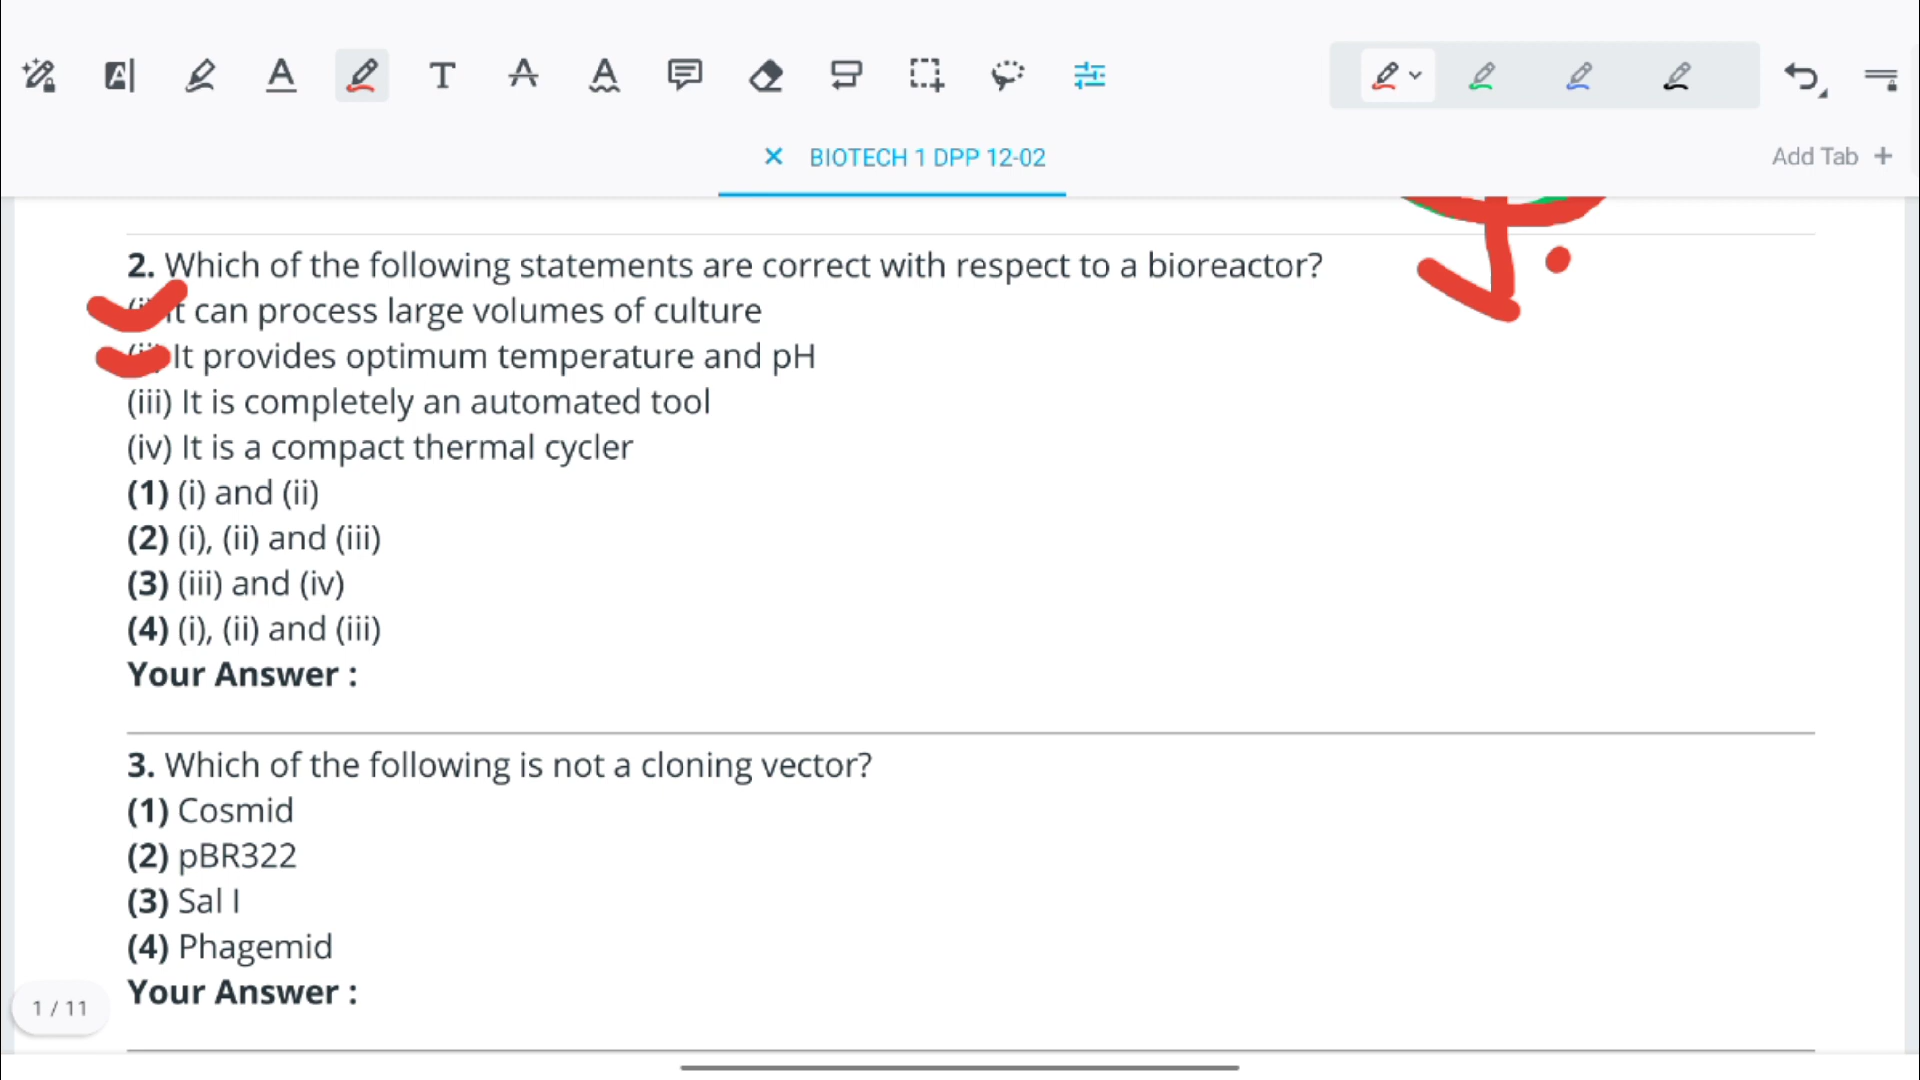 BIOTECH 1 DPP 12-02
Add Tab +
2. Which of the following statements are correct with respect to a bioreactor?
It can process large volumes of culture
It provides optimum temperature and pH
(iii) It is completely an automated tool
(iv) It is a compact thermal cycler
(1) (i) and (ii)
(2) (i), (ii) and (iii)
(3) (iii) and (iv)
(4) (i), (ii) and (iii)
Your Answer :
3. Which of the following is not a cloning vector?
(1) Cosmid
(2) pBR322
(3) Sal I
(4) Phagemid
Your Answer :
1 / 11